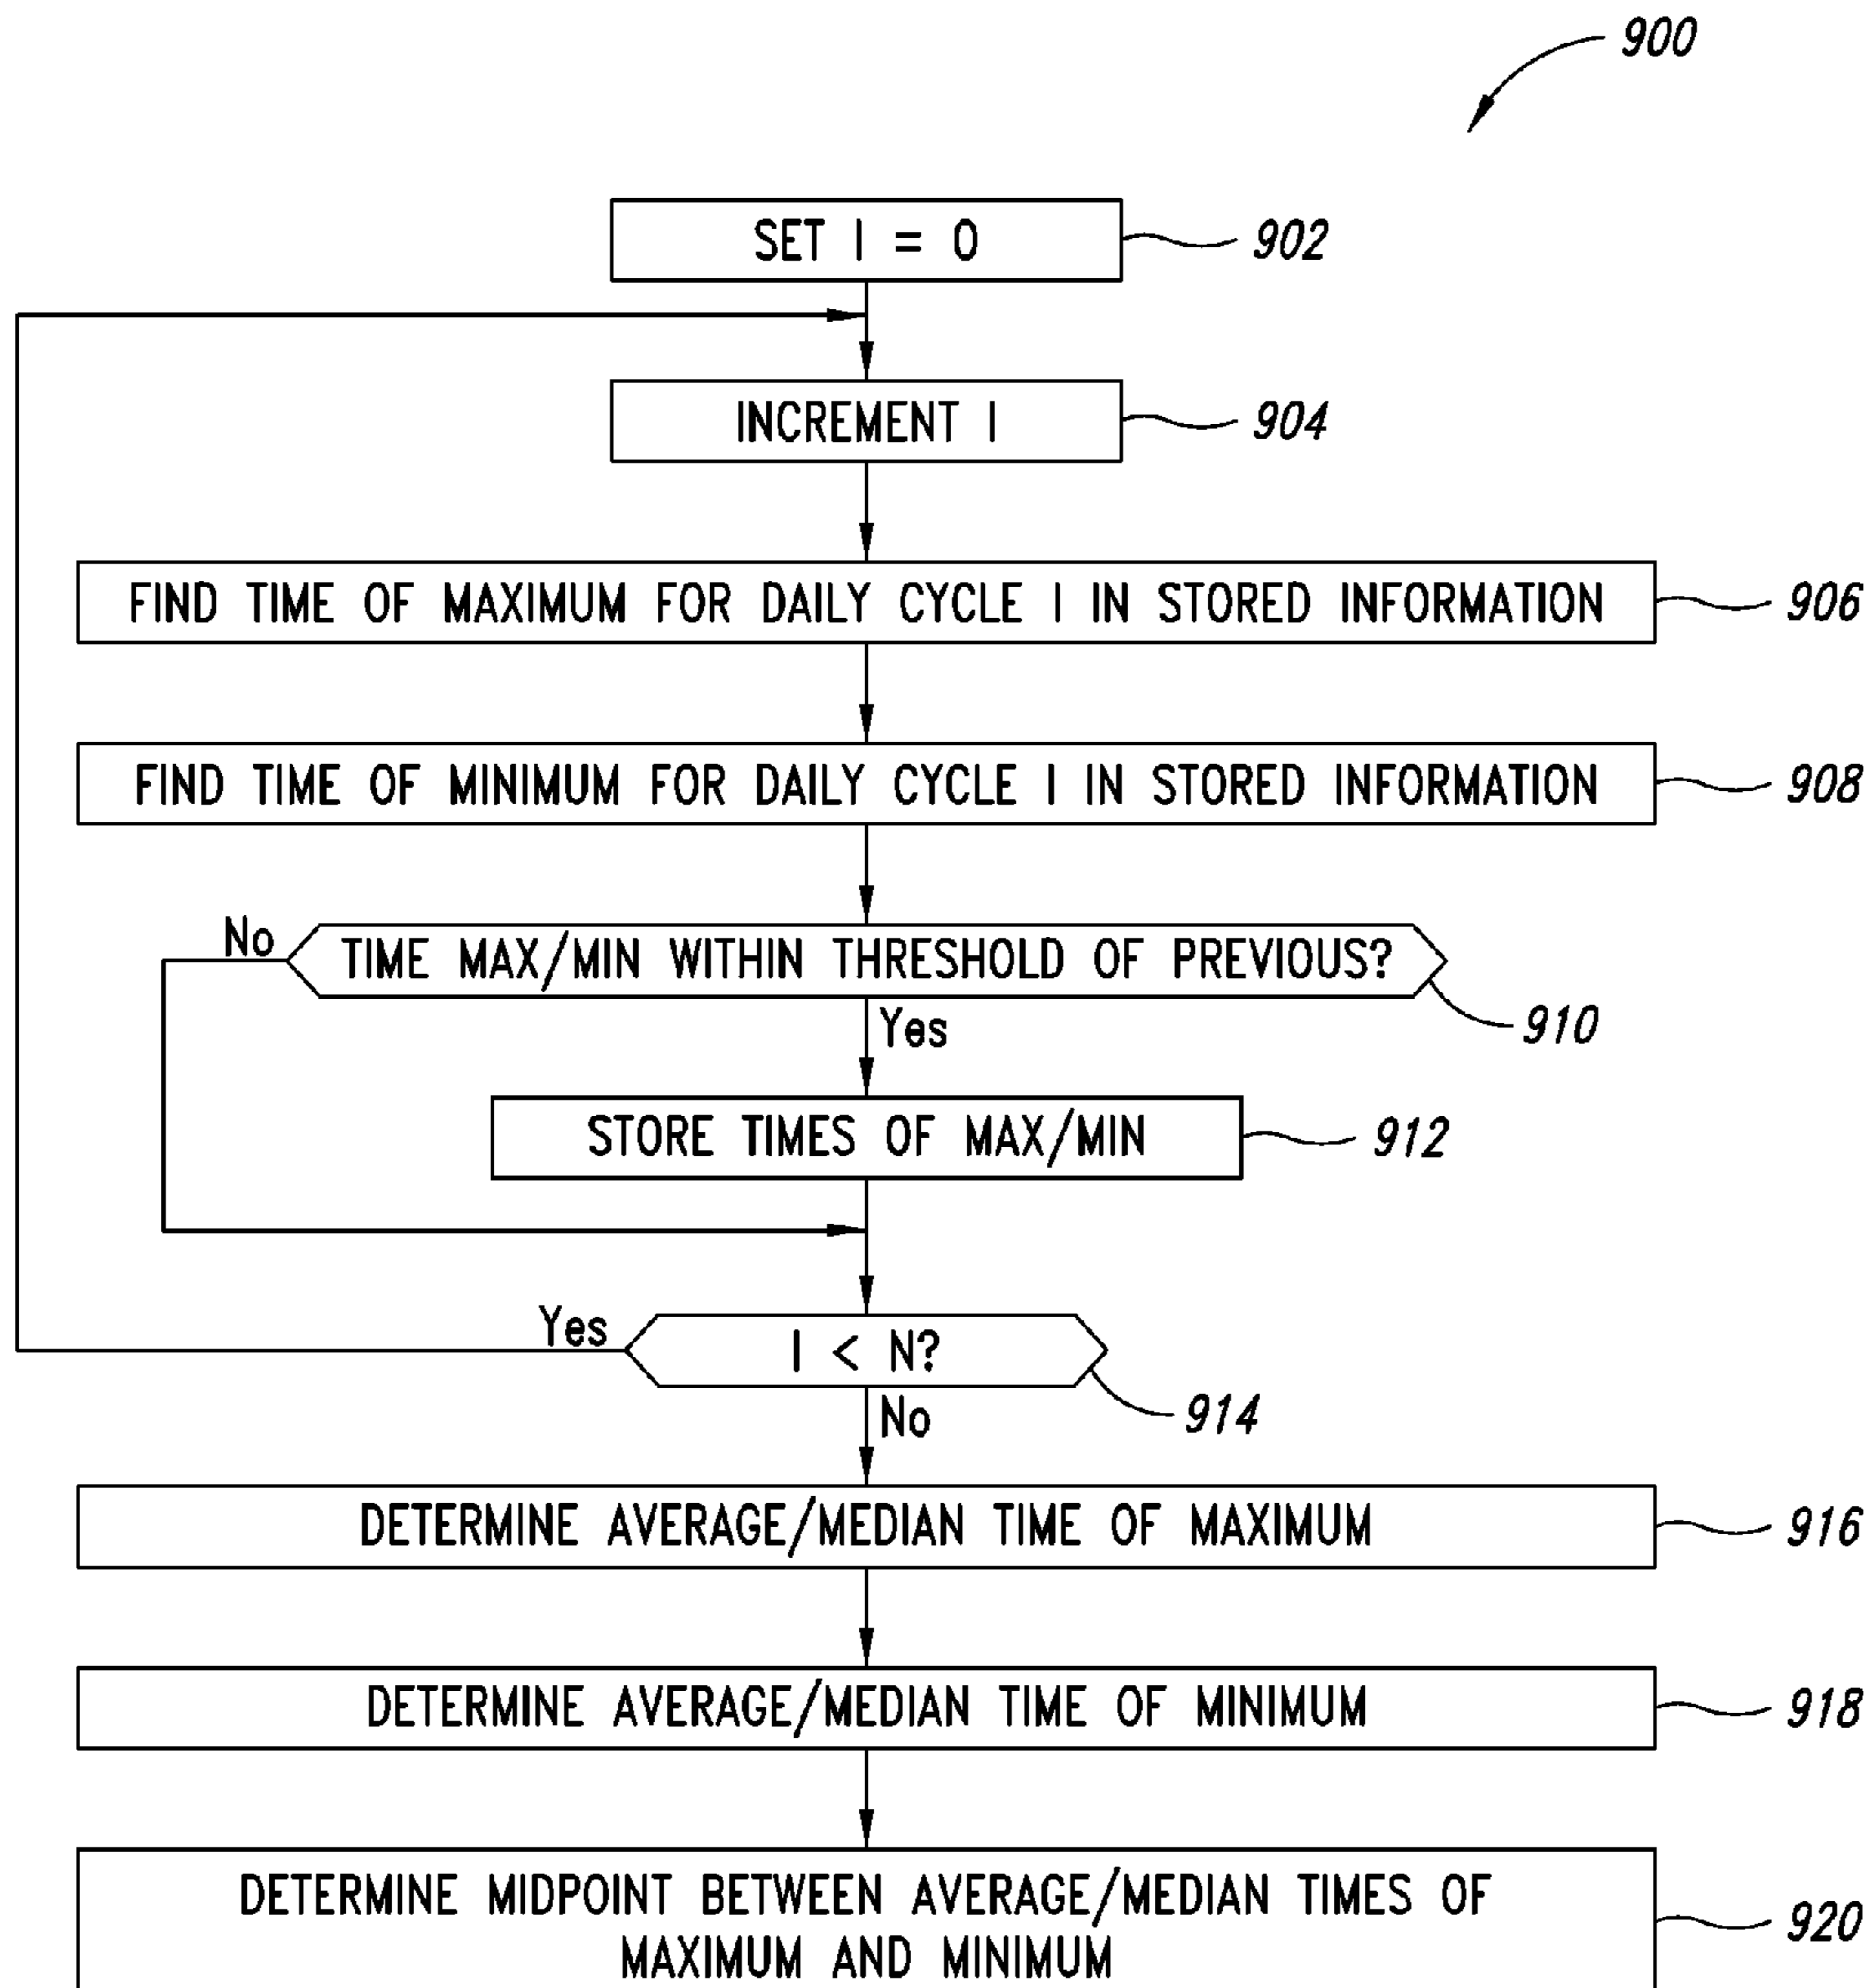 900
SET I = 0
902
INCREMENT I
904
FIND TIME OF MAXIMUM FOR DAILY CYCLE I IN STORED INFORMATION
906
FIND TIME OF MINIMUM FOR DAILY CYCLE I IN STORED INFORMATION
908
No
TIME MAX/MIN WITHIN THRESHOLD OF PREVIOUS?
910
Yes
STORE TIMES OF MAX/MIN
912
Yes
I < N?
914
No
DETERMINE AVERAGE/MEDIAN TIME OF MAXIMUM
916
DETERMINE AVERAGE/MEDIAN TIME OF MINIMUM
918
DETERMINE MIDPOINT BETWEEN AVERAGE/MEDIAN TIMES OF
MAXIMUM AND MINIMUM
920